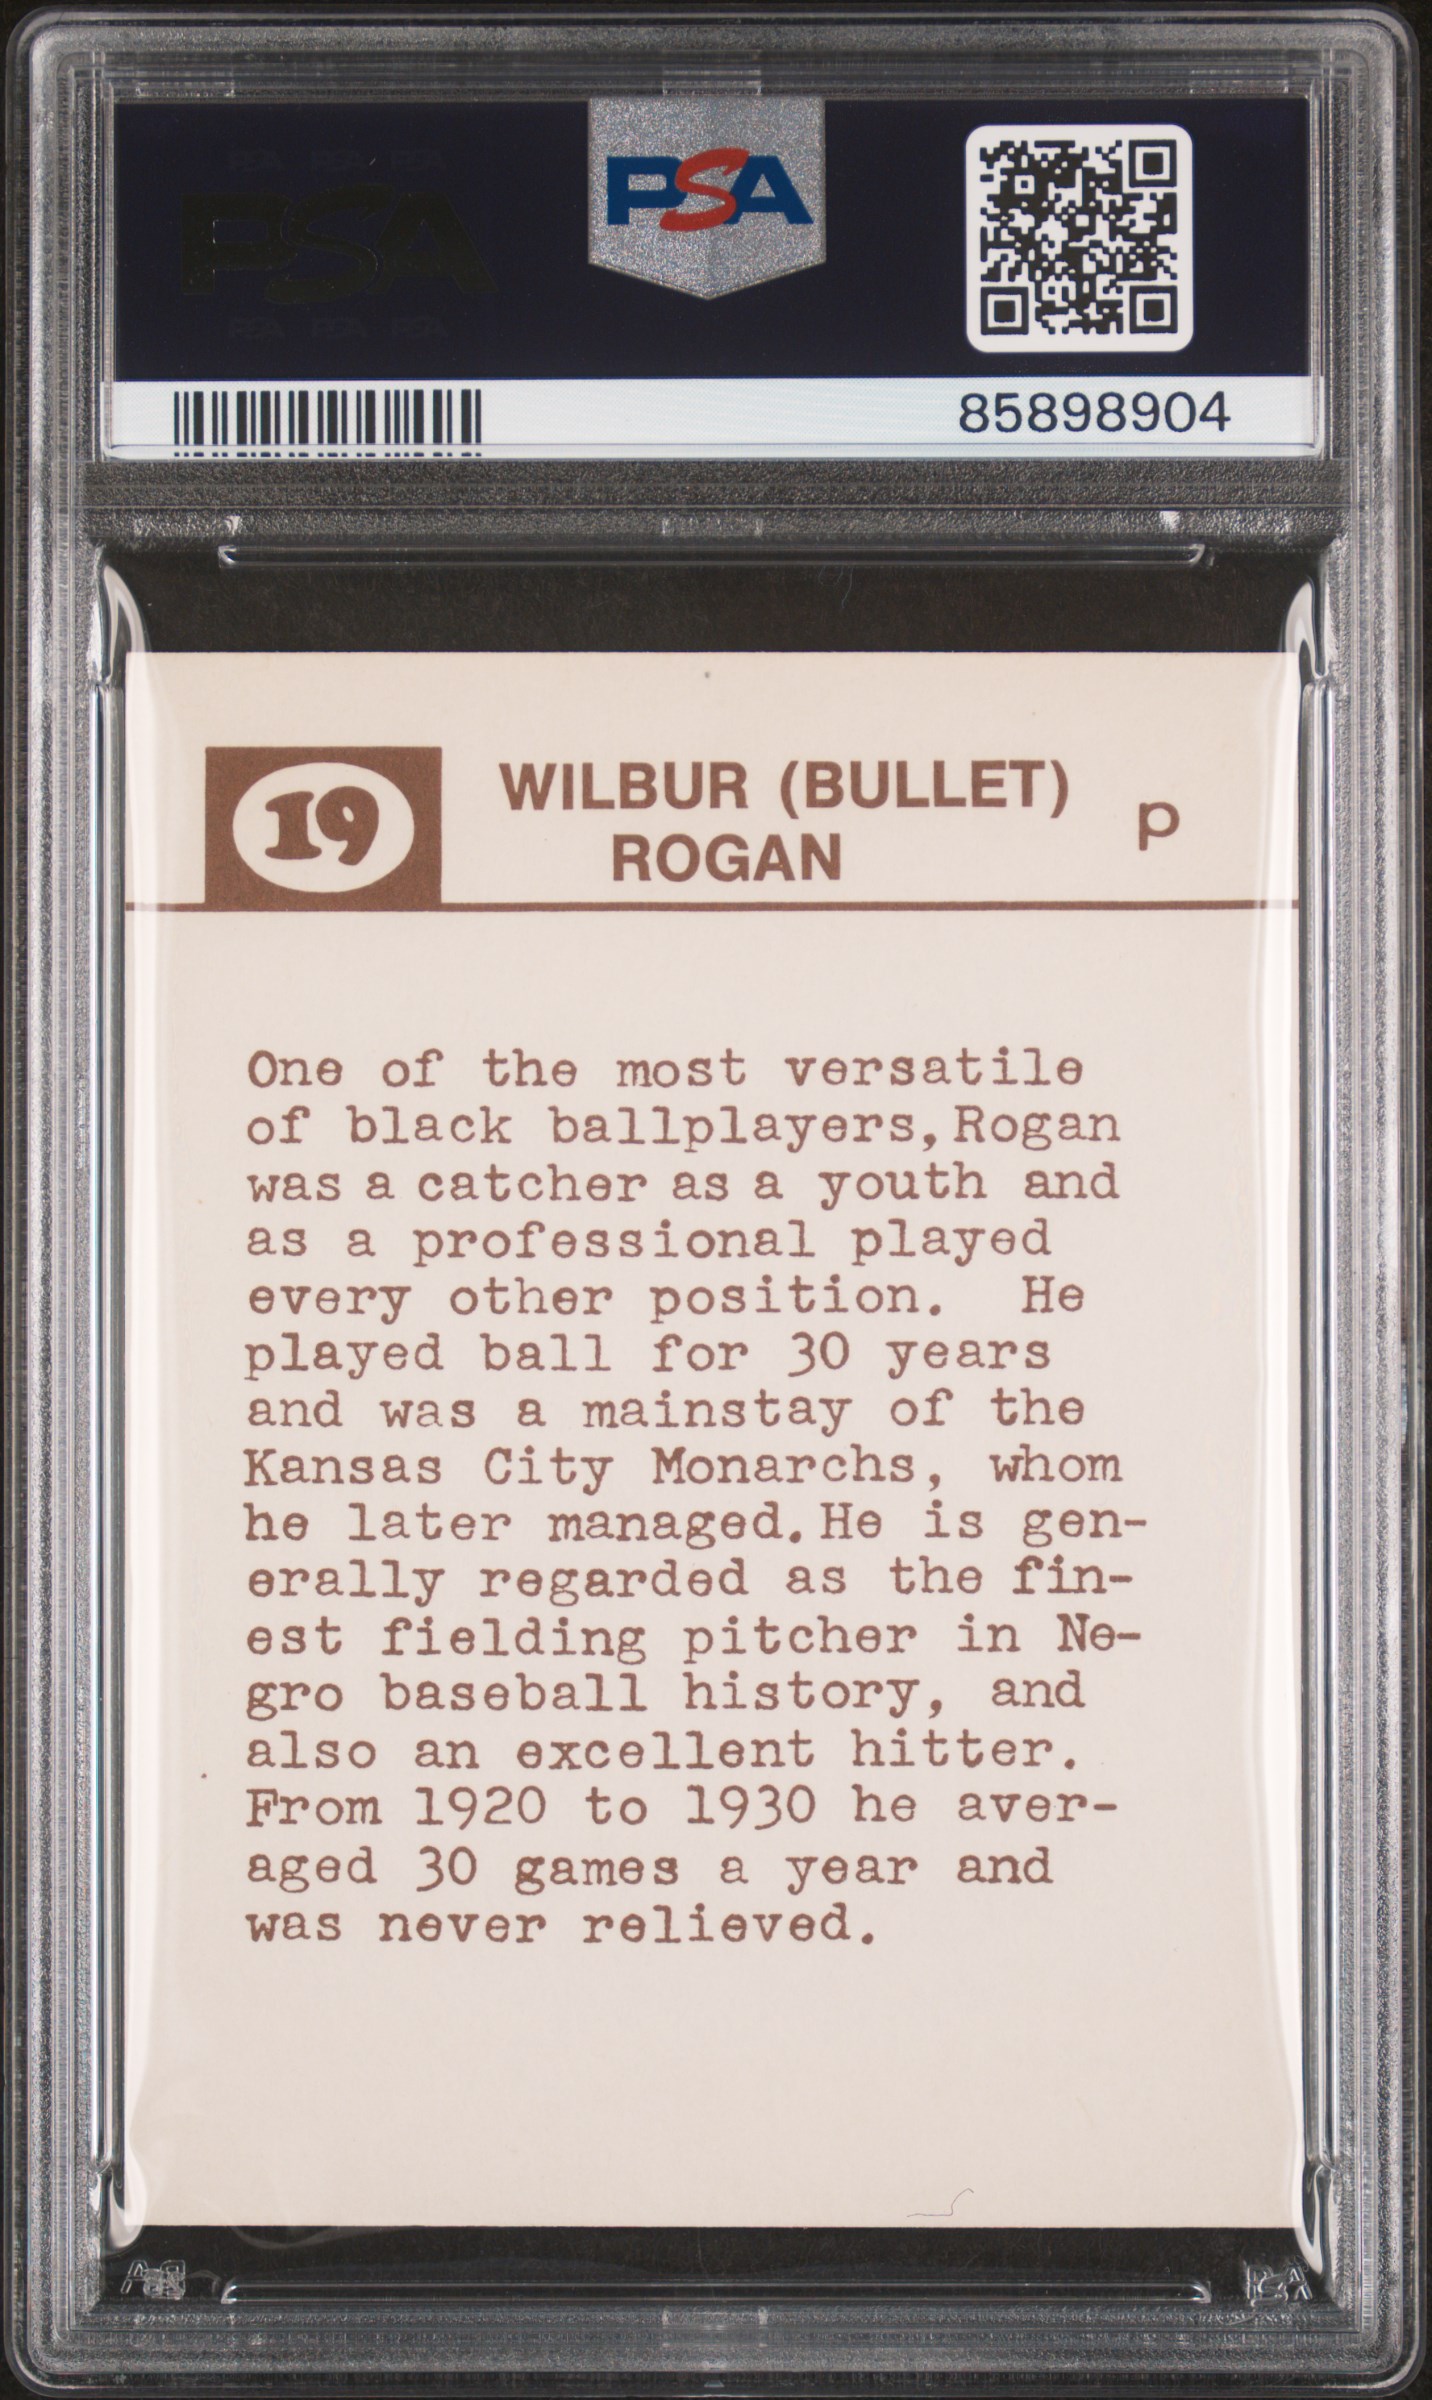 PSA
85898904
19
WILBUR (BULLET)
ROGAN
p
One of the most versatile
of black ballplayers, Rogan
was a catcher as a youth and
as a professional played
every other position. He
played ball for 30 years
and was a mainstay of the
Kansas City Monarchs, whom
he later managed. He is gen-
erally regarded as the fin-
est fielding pitcher in Ne-
gro baseball history, and
also an excellent hitter.
From 1920 to 1930 he aver-
aged 30 games a year and
was never relieved.
PSA
PSA